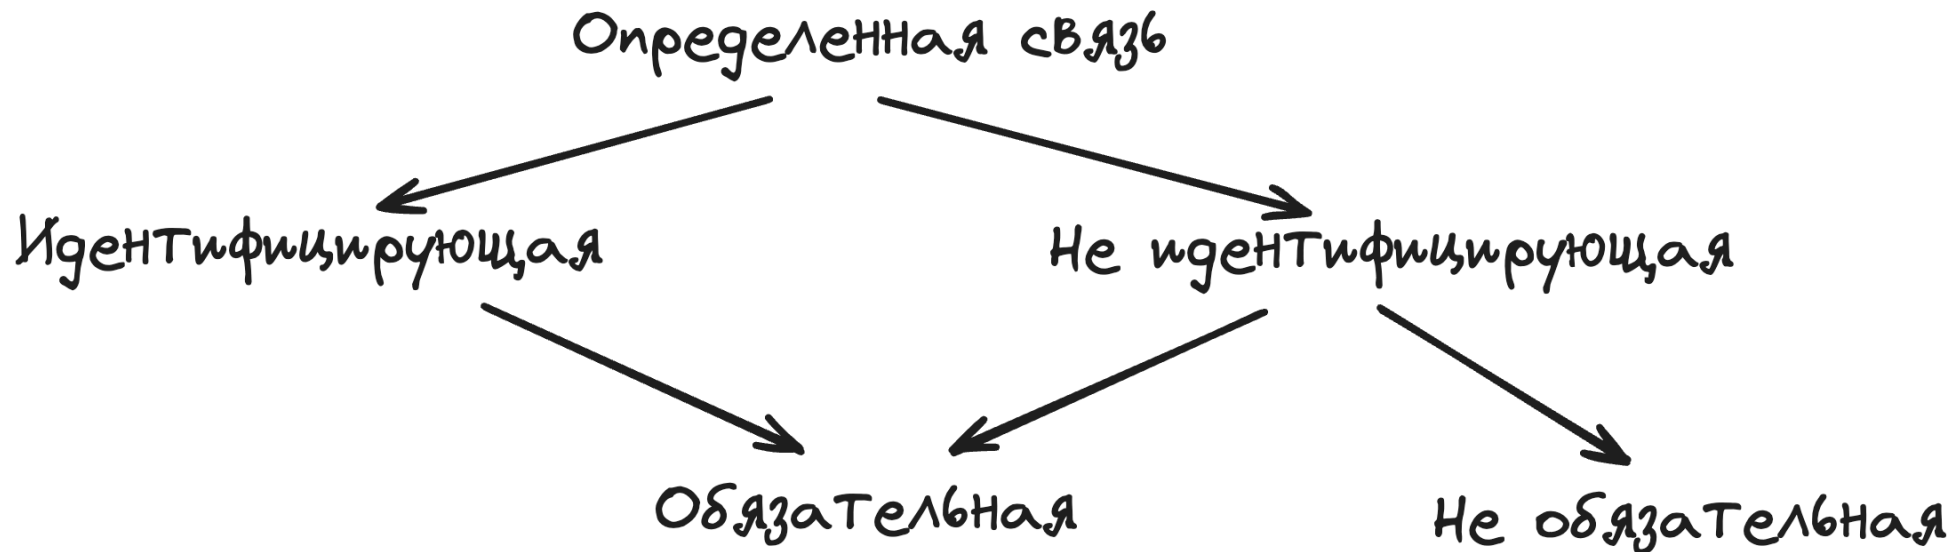 Определенная связь
Идентифицирующая
Не идентифицирующая
Обязательная
Не обязательная